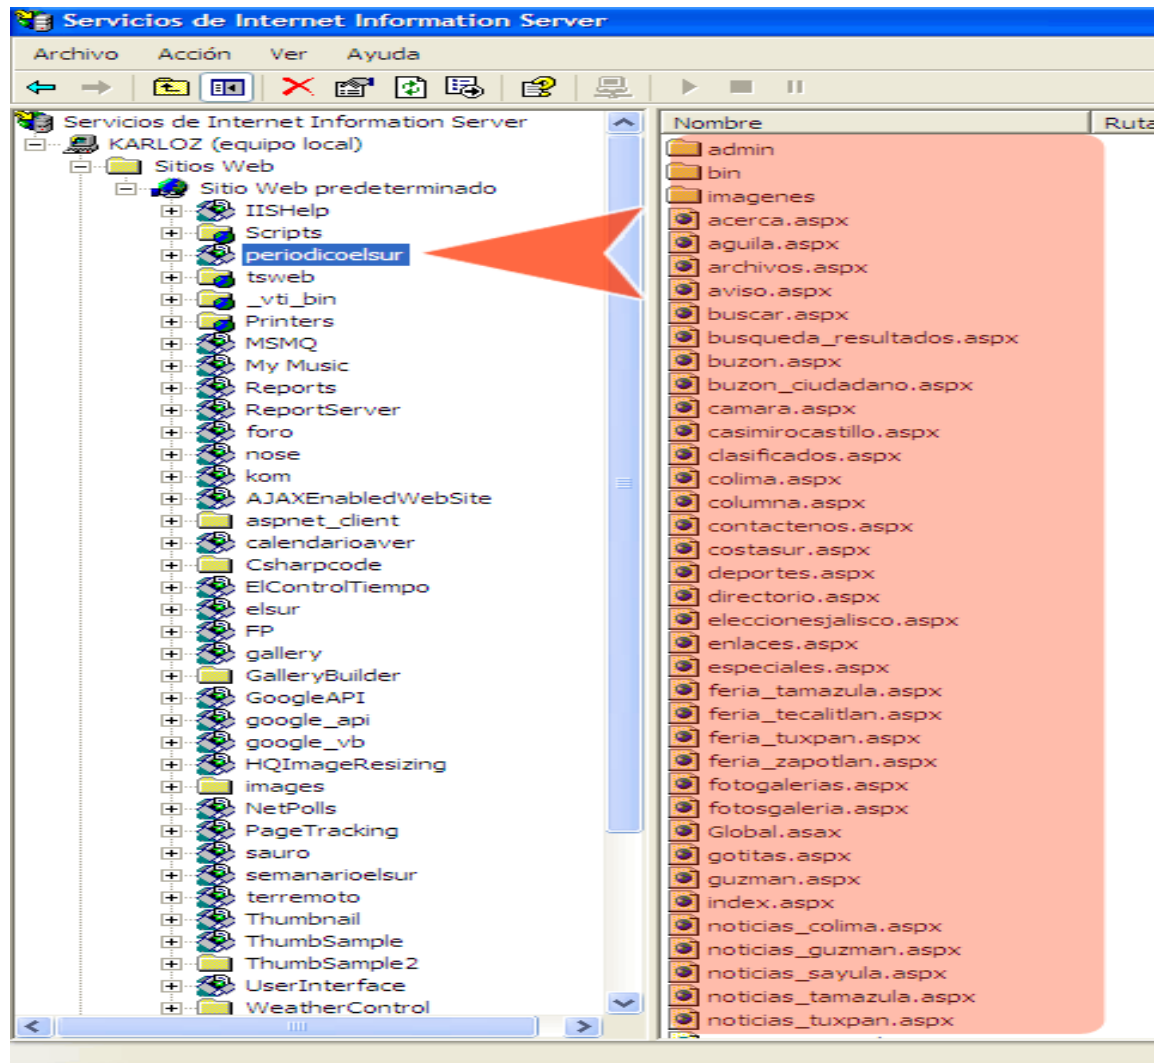 Servicios de Internet Information Server
Archivo Acción Ver Ayuda
Servicios de Internet Information Server
KARLOZ (equipo local)
Sitios Web
Sitio Web predeterminado
IISHelp
Scripts
periodicoelsur
tsweb
_vti_bin
Printers
MSMQ
My Music
Reports
ReportServer
foro
nose
kom
AJAXEnabledWebSite
aspnet_client
calendarioaver
Csharpcode
ElControlTiempo
elsur
FP
gallery
GalleryBuilder
GoogleAPI
google_api
google_vb
HQImageResizing
images
NetPolls
PageTracking
sauro
semanarioelsur
terremoto
Thumbnail
ThumbSample
ThumbSample2
UserInterface
WeatherControl
Nombre Ruta
admin
bin
imagenes
acerca.aspx
aguila.aspx
archivos.aspx
aviso.aspx
buscar.aspx
busqueda_resultados.aspx
buzon.aspx
buzon_ciudadano.aspx
camara.aspx
casimirocastillo.aspx
clasificados.aspx
colima.aspx
columna.aspx
contactenos.aspx
costasur.aspx
deportes.aspx
directorio.aspx
eleccionesjalisco.aspx
enlaces.aspx
especiales.aspx
feria_tamazula.aspx
feria_tecalitlan.aspx
feria_tuxpan.aspx
feria_zapotlan.aspx
fotogalerias.aspx
fotosgaleria.aspx
Global.asax
gotitas.aspx
guzman.aspx
index.aspx
noticias_colima.aspx
noticias_guzman.aspx
noticias_sayula.aspx
noticias_tamazula.aspx
noticias_tuxpan.aspx